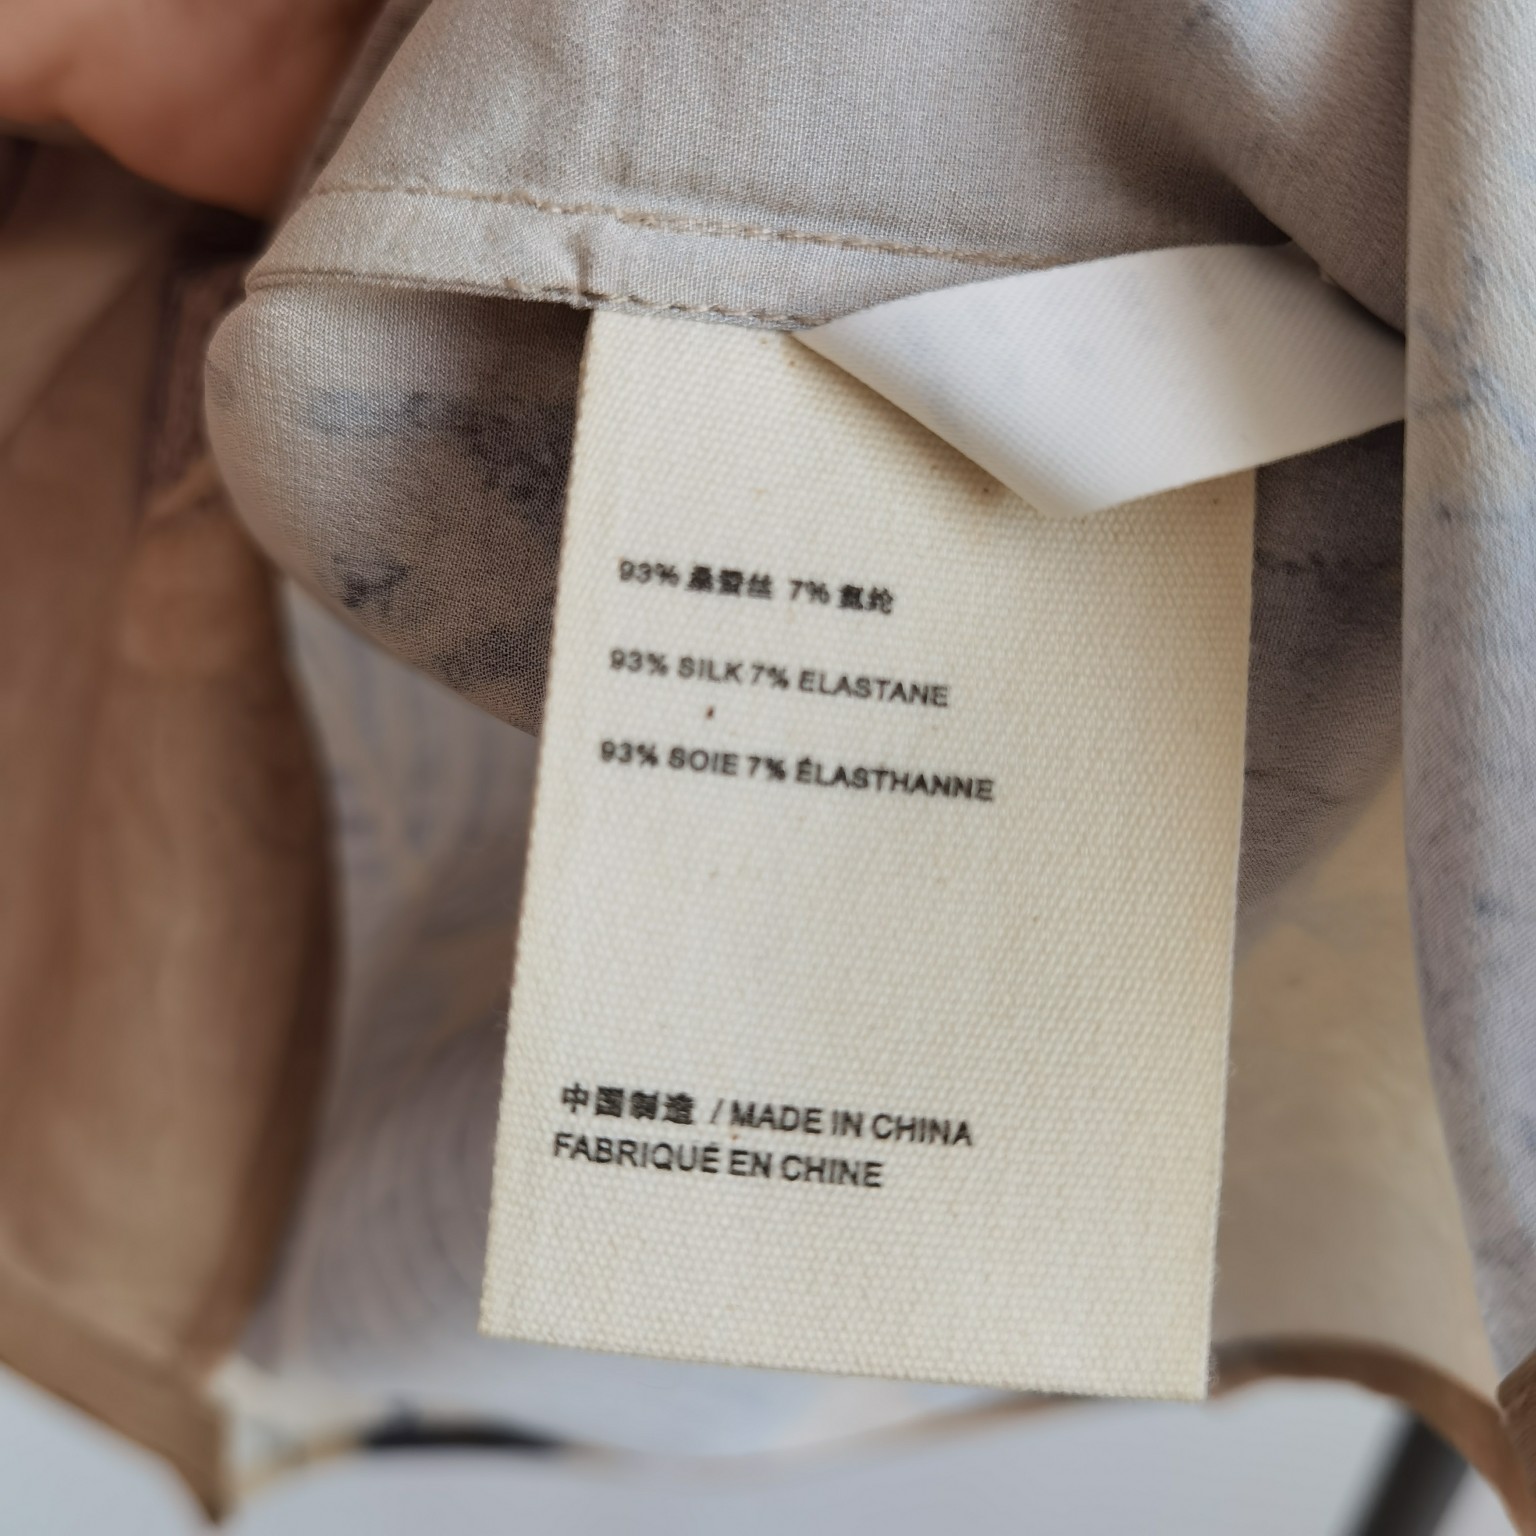 93% 桑蚕丝 7% 氨纶
93% SILK 7% ELASTANE
93% SOIE 7% ÉLASTHANNE
中国制造 / MADE IN CHINA
FABRIQUÉ EN CHINE